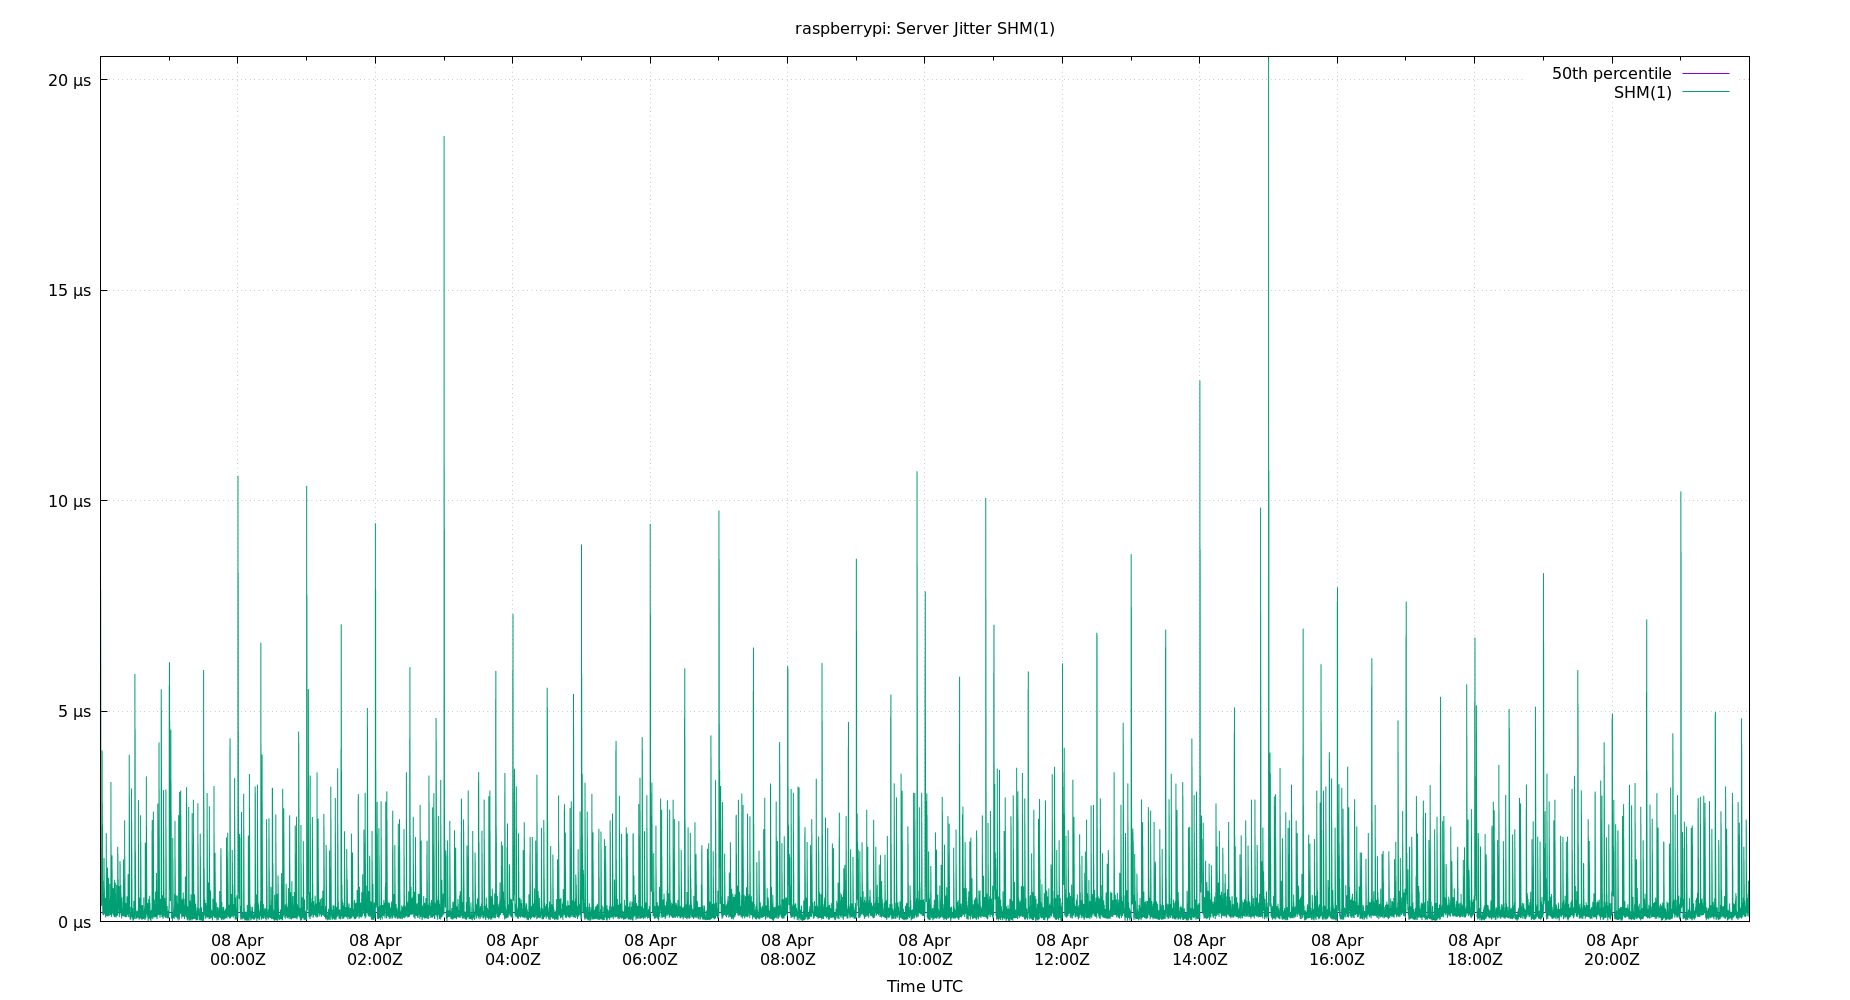 raspberrypi: Server Jitter SHM(1)
50th percentile
SHM(1)
20 μs
15 μs
10 μs
5 μs
0 μs
08 Apr 08 Apr 08 Apr 08 Apr 08 Apr 08 Apr 08 Apr 08 Apr 08 Apr 08 Apr 08 Apr
00:00Z 02:00Z 04:00Z 06:00Z 08:00Z 10:00Z 12:00Z 14:00Z 16:00Z 18:00Z 20:00Z
Time UTC